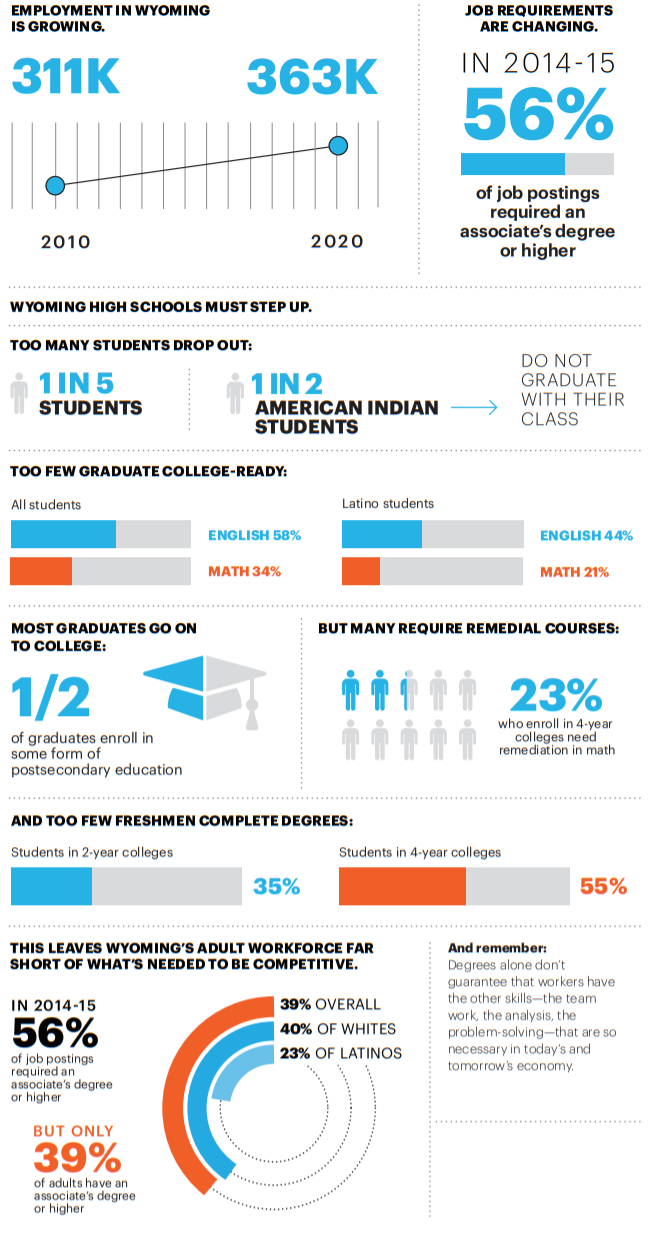 EMPLOYMENT IN WYOMING
IS GROWING.
311K
363K
2010
2020
JOB REQUIREMENTS
ARE CHANGING.
IN 2014-15
56%
of job postings
required an
associate's degree
or higher
WYOMING HIGH SCHOOLS MUST STEP UP.
TOO MANY STUDENTS DROP OUT:
1 IN 5
STUDENTS
1 IN 2
AMERICAN INDIAN
STUDENTS
DO NOT
GRADUATE
WITH THEIR
CLASS
TOO FEW GRADUATE COLLEGE-READY:
All students
ENGLISH 58%
MATH 34%
Latino students
ENGLISH 44%
MATH 21%
MOST GRADUATES GO ON
TO COLLEGE:
1/2
of graduates enroll in
some form of
postsecondary education
BUT MANY REQUIRE REMEDIAL COURSES:
23%
who enroll in 4-year
colleges need
remediation in math
AND TOO FEW FRESHMEN COMPLETE DEGREES:
Students in 2-year colleges
35%
Students in 4-year colleges
55%
THIS LEAVES WYOMING'S ADULT WORKFORCE FAR
SHORT OF WHAT'S NEEDED TO BE COMPETITIVE.
IN 2014-15
56%
of job postings
required an
associate's degree
or higher
BUT ONLY
39%
of adults have an
associate's degree
or higher
39% OVERALL
40% OF WHITES
23% OF LATINOS
And remember:
Degrees alone don't
guarantee that workers have
the other skills—the team
work, the analysis, the
problem-solving—that are so
necessary in today's and
tomorrow's economy.